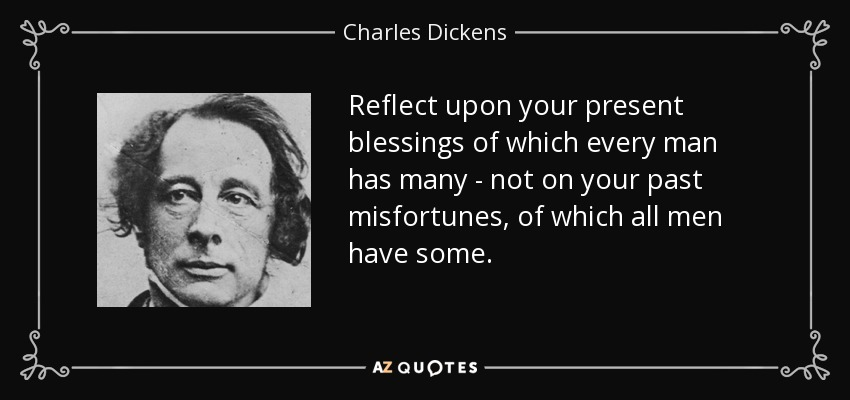 Charles Dickens
Reflect upon your present
blessings of which every man
has many - not on your past
misfortunes, of which all men
have some.
AZ QUOTES